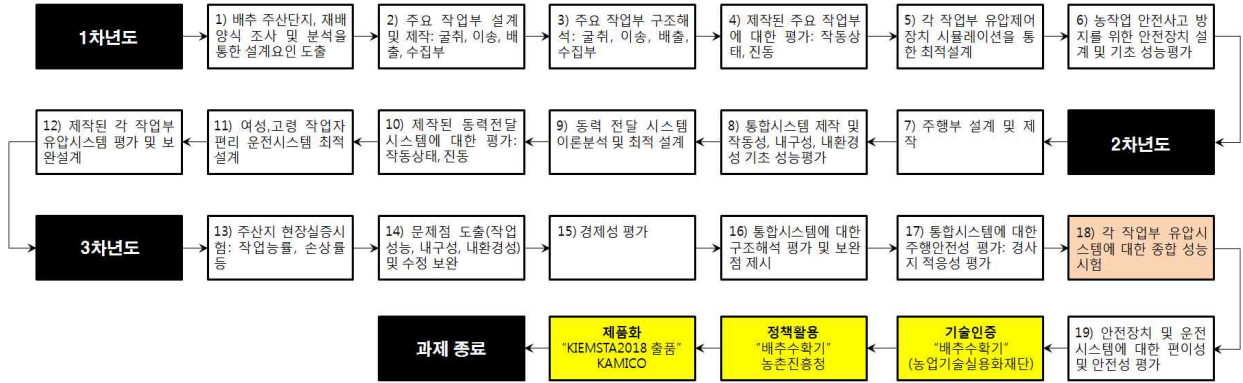 1차년도
1) 배추 주산단지, 재배
양식 조사 및 분석을
통한 설계요인 도출
2) 주요 작업부 설계
및 제작: 굴취, 이송, 배
출, 수집부
3) 주요 작업부 구조해
석: 굴취, 이송, 배출,
수집부
4) 제작된 주요 작업부
에 대한 평가: 작동상
태, 진동
5) 각 작업부 유압제어
장치 시뮬레이션을 통
한 최적설계
6) 농작업 안전사고 방
지를 위한 안전장치 설
계 및 기초 성능평가
2차년도
7) 주행부 설계 및 제
작
8) 통합시스템 제작 및
작동성, 내구성, 내환경
성 기초 성능평가
9) 동력 전달 시스템
이론분석 및 최적 설계
10) 제작된 동력전달
시스템에 대한 평가:
작동상태, 진동
11) 여성,고령 작업자
편리 운전시스템 최적
설계
12) 제작된 각 작업부
유압시스템 평가 및 보
완설계
3차년도
13) 주산지 현장실증시
험: 작업능률, 손상률
등
14) 문제점 도출(작업
성능, 내구성, 내환경성)
및 수정 보완
15) 경제성 평가
16) 통합시스템에 대한
구조해석 평가 및 보완
점 제시
17) 통합시스템에 대한
주행안전성 평가: 경사
지 적응성 평가
18) 각 작업부 유압시
스템에 대한 종합 성능
시험
19) 안전장치 및 운전
시스템에 대한 편이성
및 안전성 평가
기술인증
"배추수확기"
(농업기술실용화재단)
정책활용
"배추수확기"
농촌진흥청
제품화
"KIEMSTA2018 출품"
KAMICO
과제 종료